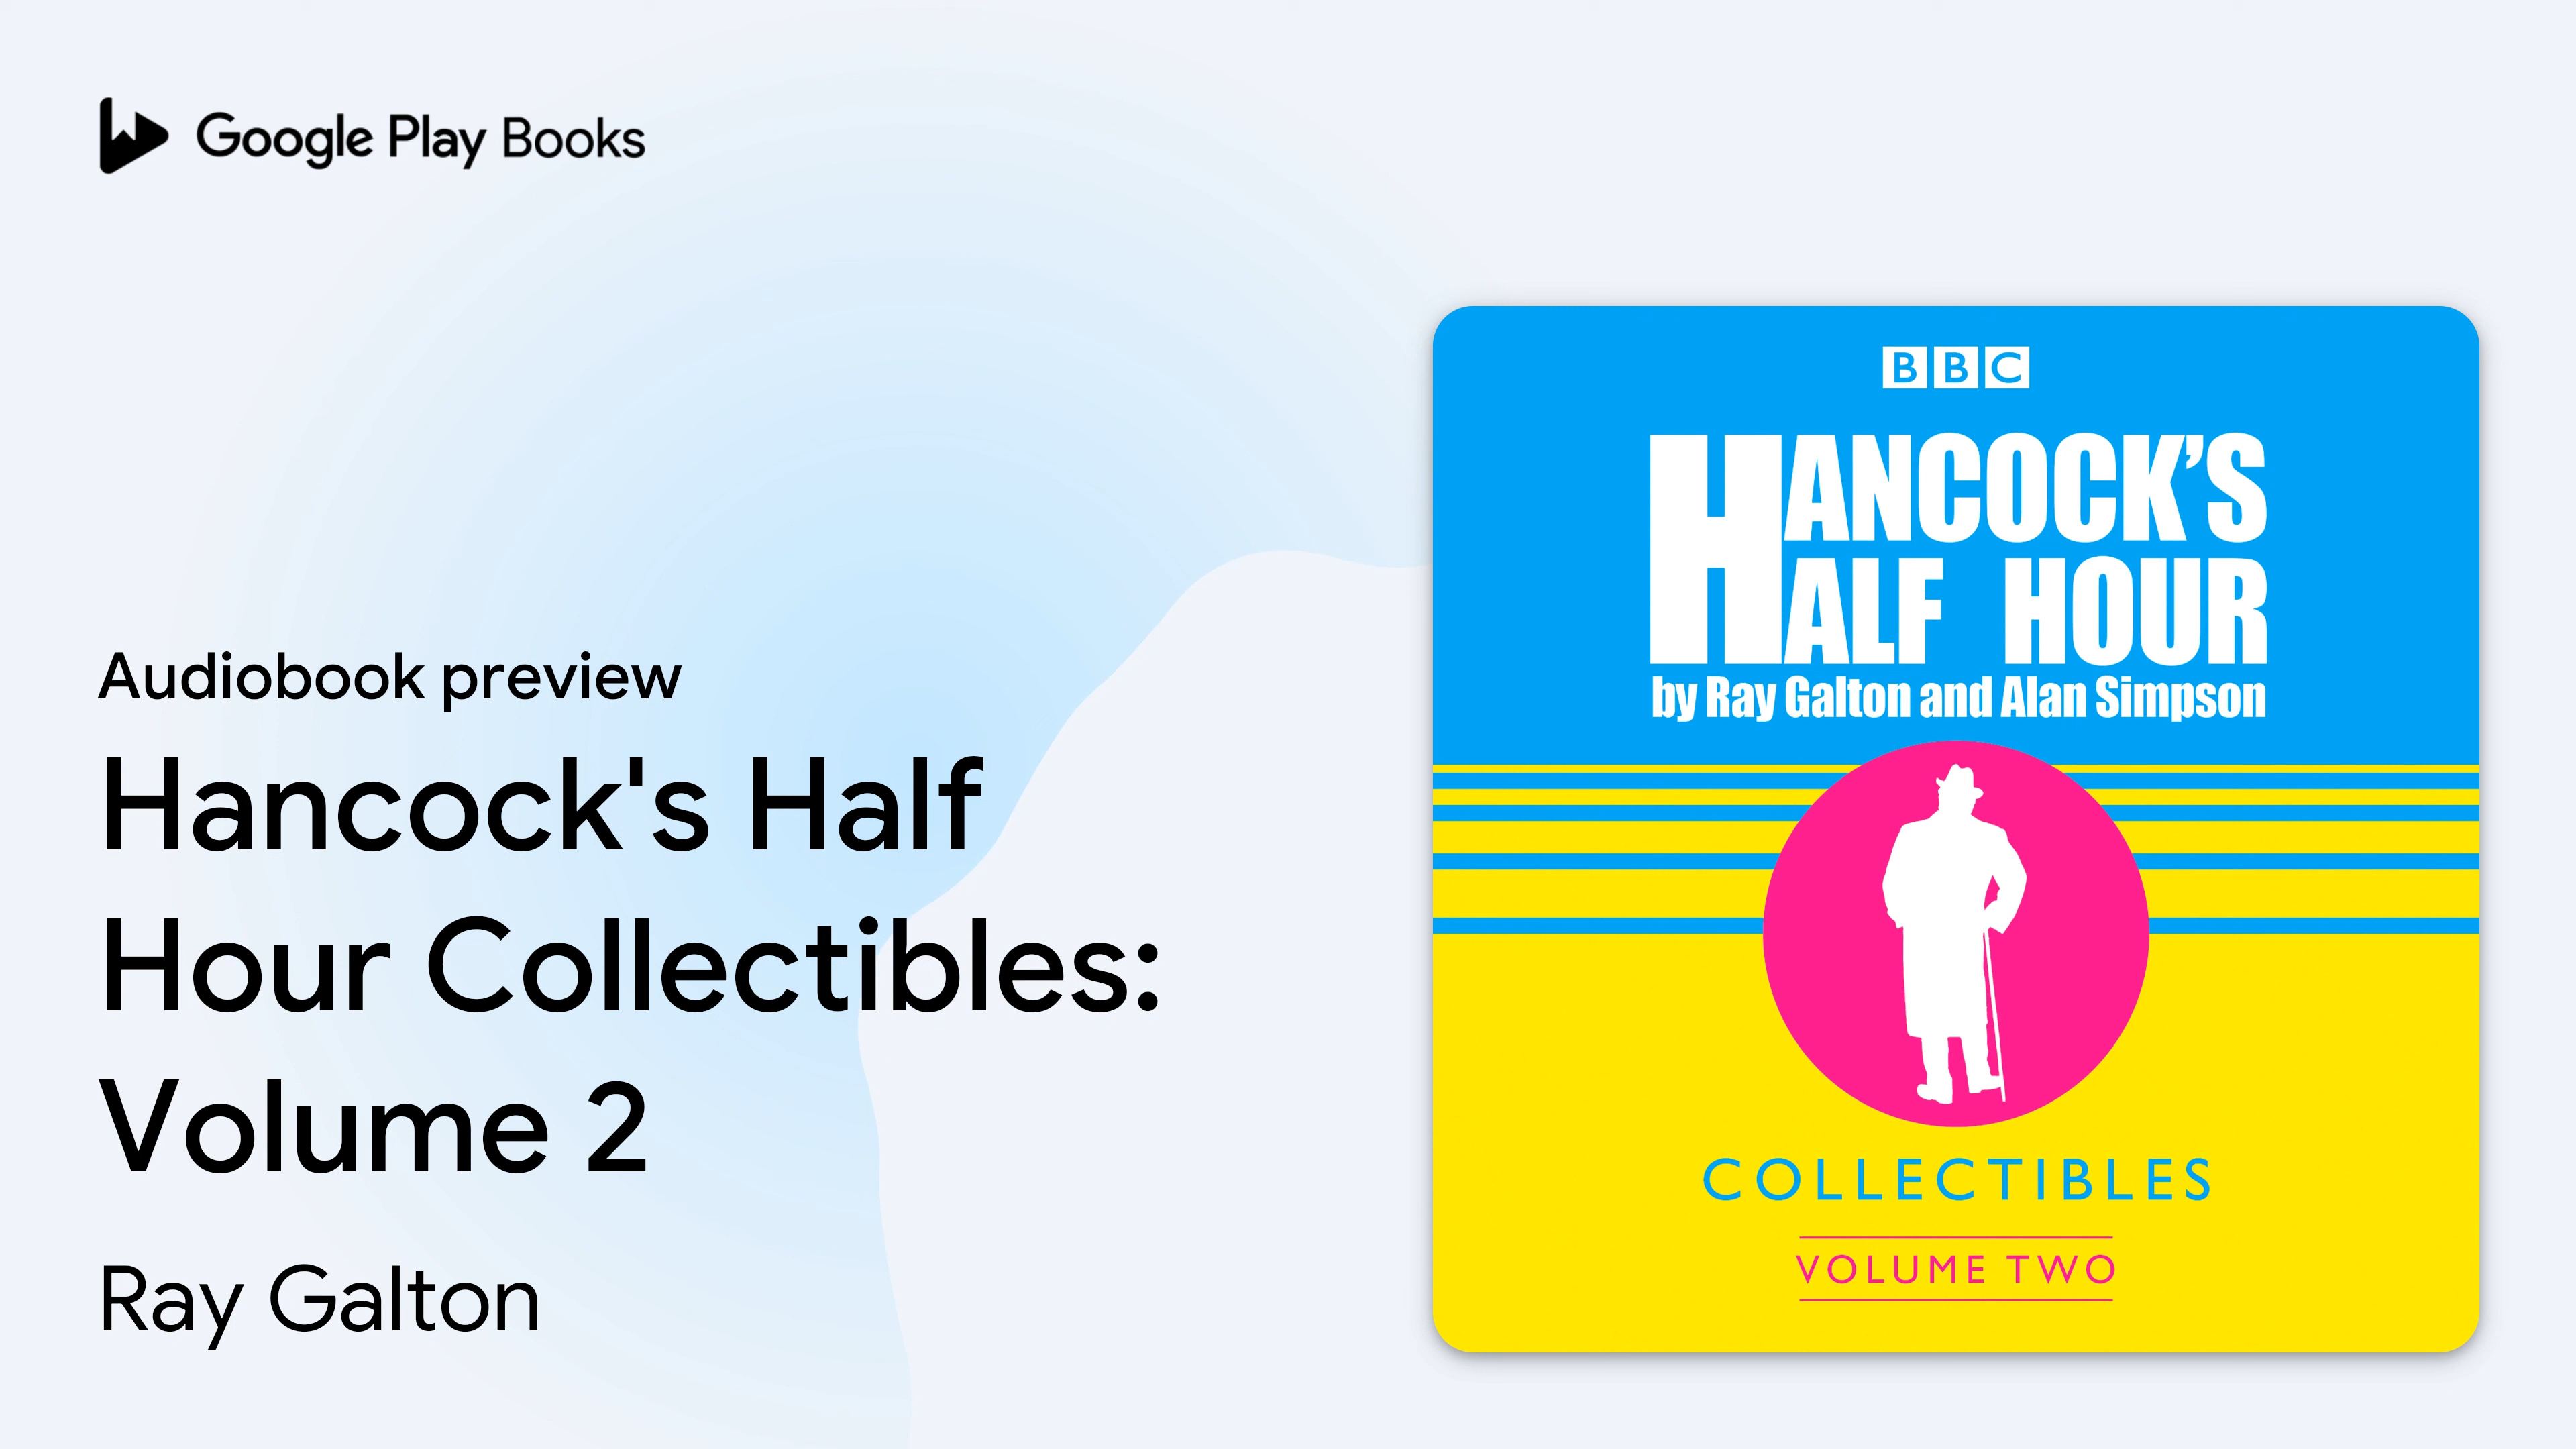 Google Play Books
Audiobook preview
Hancock's Half
Hour Collectibles:
Volume 2
Ray Galton
BBC
HANCOCK’S
HALF HOUR
by Ray Galton and Alan Simpson
COLLECTIBLES
VOLUME TWO